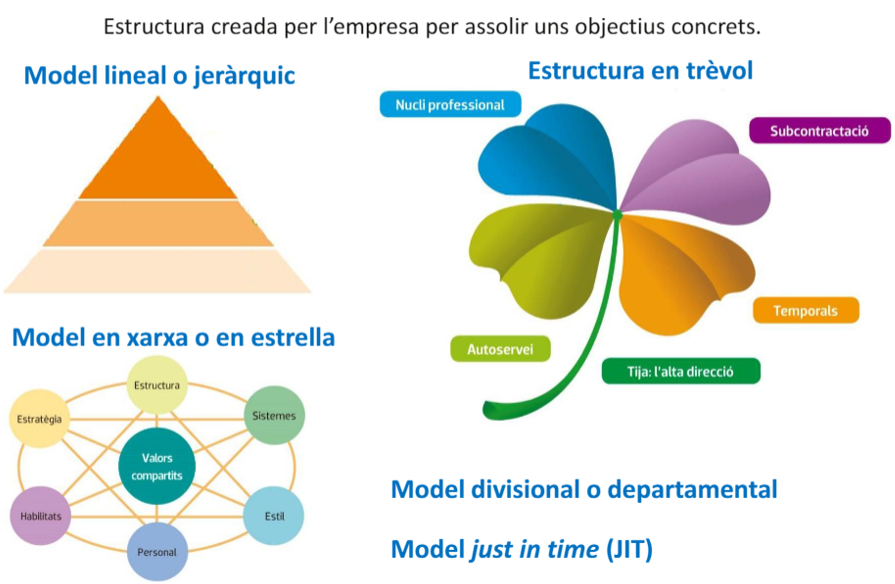 Estructura creada per l’empresa per assolir uns objectius concrets.
Model lineal o jeràrquic
Estructura en trèvol
Nucli professional
Subcontractació
Temporals
Autoservei
Tija: l'alta direcció
Model en xarxa o en estrella
Estructura
Estratègia
Sistemes
Valors
compartits
Habilitats
Estil
Personal
Model divisional o departamental
Model just in time (JIT)